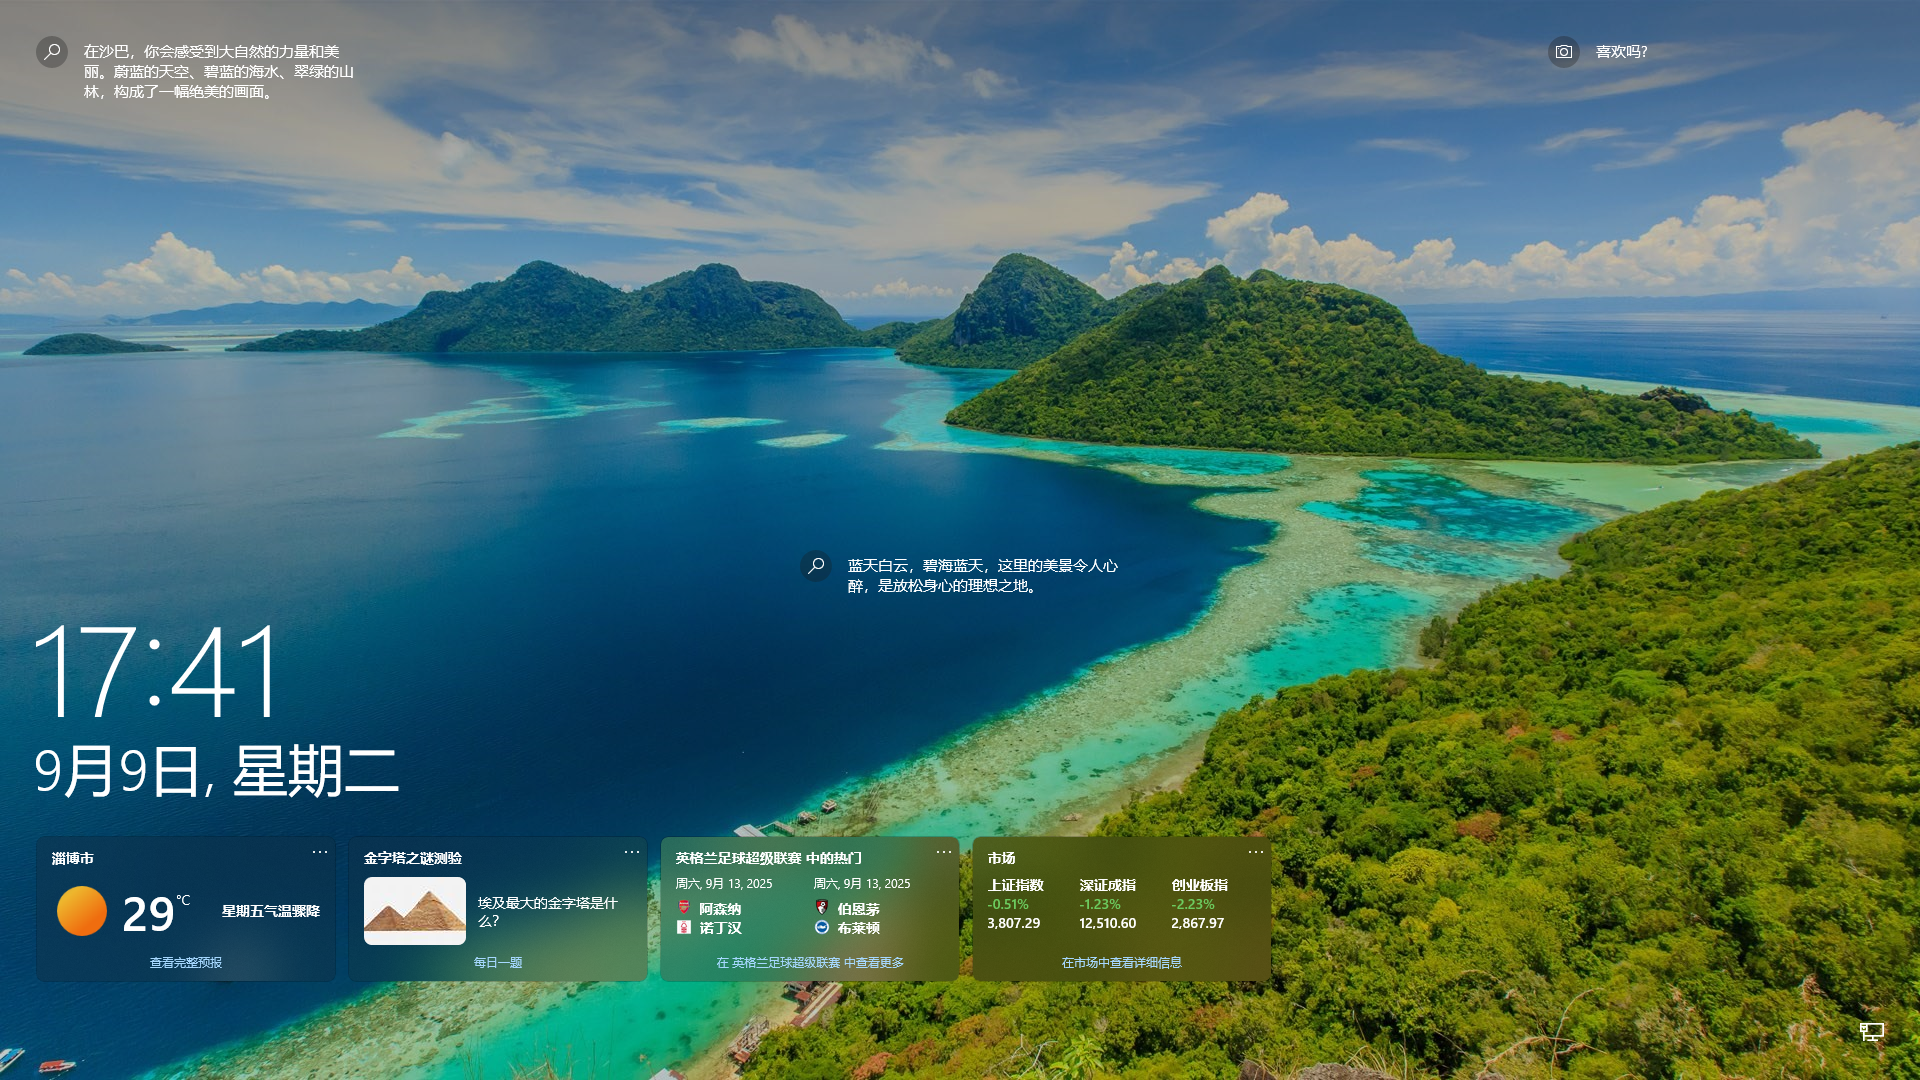 在沙巴，你会感受到大自然的力量和美
丽。蔚蓝的天空、碧蓝的海水、翠绿的山
林，构成了一幅绝美的画面。
喜欢吗?
蓝天白云，碧海蓝天，这里的美景令人心
醉，是放松身心的理想之地。
17:41
9月9日, 星期二
淄博市
29 °C
星期五气温骤降
查看完整预报
金字塔之谜测验
埃及最大的金字塔是什
么?
每日一题
英格兰足球超级联赛 中的热门
周六, 9月 13, 2025
阿森纳
诺丁汉
周六, 9月 13, 2025
伯恩茅
布莱顿
在 英格兰足球超级联赛 中查看更多
市场
上证指数 深证成指 创业板指
-0.51% -1.23% -2.23%
3,807.29 12,510.60 2,867.97
在市场中查看详细信息